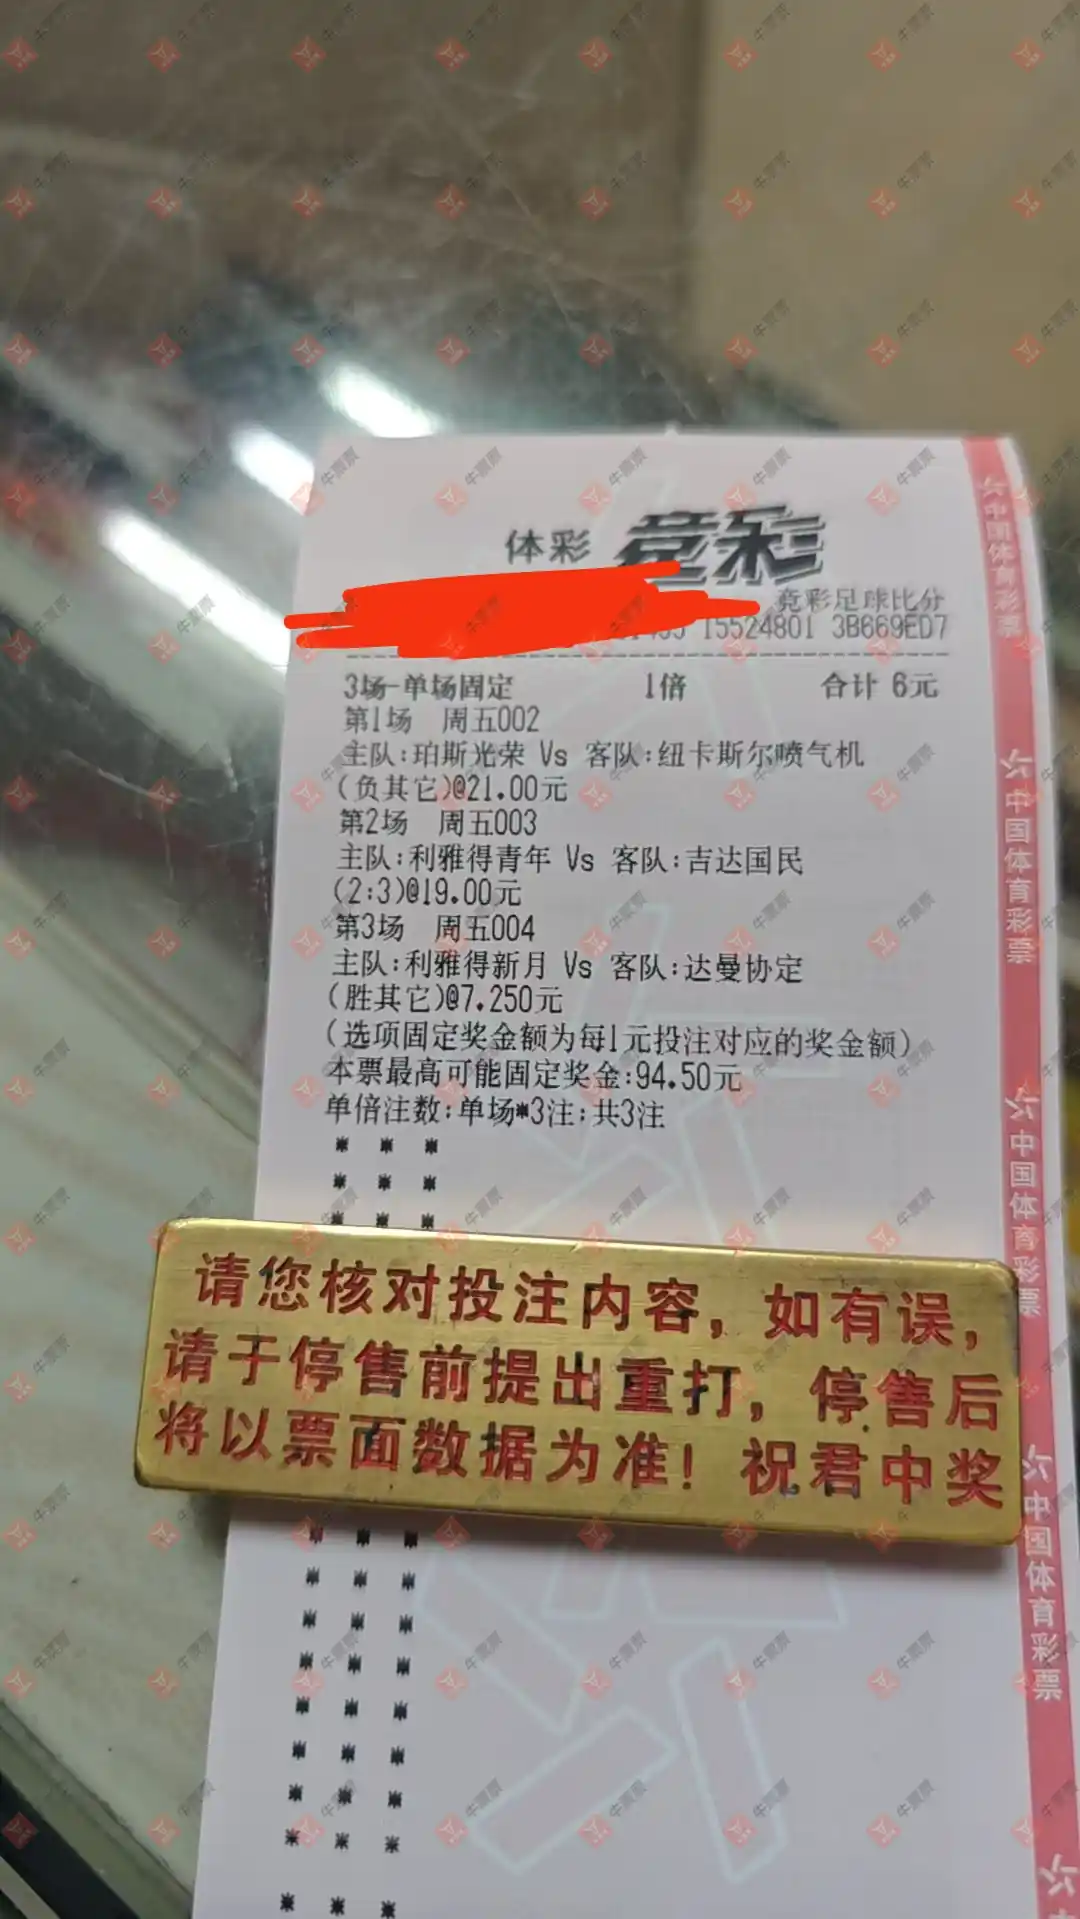 体彩 竞彩
竞彩足球比分
15524801 3B669ED7
3场-单场固定 1倍 合计 6元
第1场 周五002
主队:珀斯光荣 Vs 客队:纽卡斯尔喷气机
(负其它)@21.00元
第2场 周五003
主队:利雅得青年 Vs 客队:吉达国民
(2:3)@19.00元
第3场 周五004
主队:利雅得新月 Vs 客队:达曼协定
(胜其它)@7.250元
(选项固定奖金额为每1元投注对应的奖金额)
本票最高可能固定奖金:94.50元
单倍注数:单场*3注;共3注
请您核对投注内容，如有误，
请于停售前提出重打，停售后
将以票面数据为准！祝君中奖
中国体育彩票
中国体育彩票
中国体育彩票
中国体育彩票
牛票票